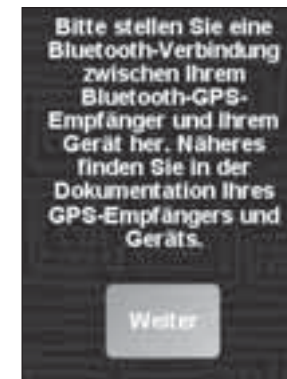 Bitte stellen Sie eine
Bluetooth-Verbindung
zwischen Ihrem
Bluetooth-GPS-
Empfänger und Ihrem
Gerät her. Näheres
finden Sie in der
Dokumentation Ihres
GPS-Empfängers und
Geräts.
Weiter